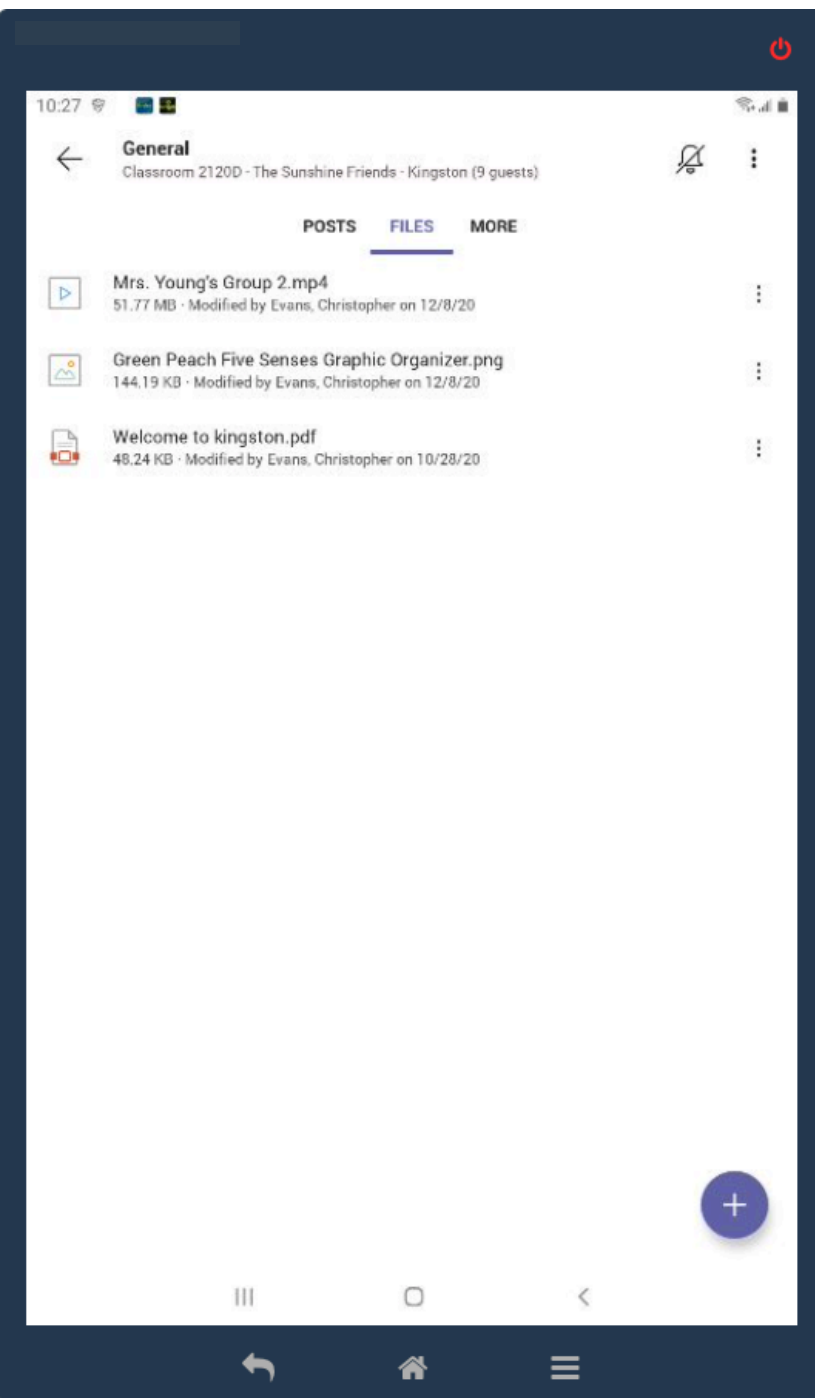 10:27
General
Classroom 2120D - The Sunshine Friends - Kingston (9 guests)
POSTS FILES MORE
Mrs. Young's Group 2.mp4
51.77 MB · Modified by Evans, Christopher on 12/8/20
Green Peach Five Senses Graphic Organizer.png
144.19 KB · Modified by Evans, Christopher on 12/8/20
Welcome to kingston.pdf
48.24 KB · Modified by Evans, Christopher on 10/28/20